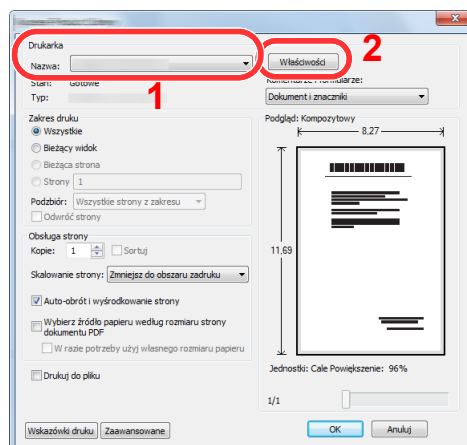 Drukarka
Nazwa:
1
Właściwości
2
Stan: Gotowe
Typ:
Komentarze i formularze:
Dokument i znaczniki
Zakres druku
Wszystkie
Bieżący widok
Bieżąca strona
Strony 1
Podzbiór: Wszystkie strony z zakresu
Odwróć strony
Obsługa strony
Kopie: 1 Sortuj
Skalowanie strony: Zmniejsz do obszaru zadruku
Auto-obrót i wyśrodkowanie strony
Wybierz źródło papieru według rozmiaru strony
dokumentu PDF
W razie potrzeby użyj własnego rozmiaru papieru
Drukuj do pliku
Podgląd: Kompozytowy
8,27
11,69
Jednostki: Cale Powiększenie: 96%
1/1
Wskazówki druku Zaawansowane
OK Anuluj